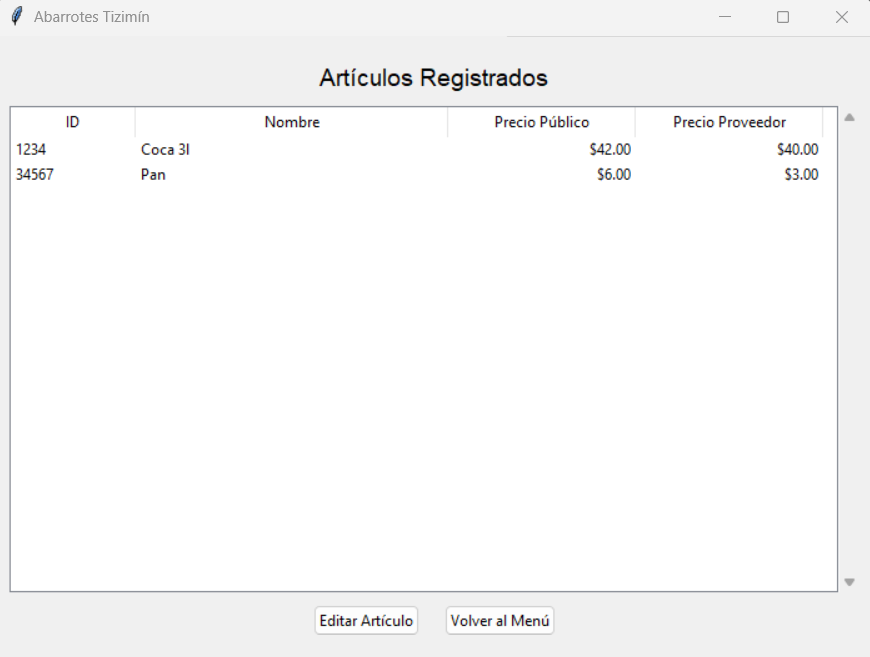 Abarrotes Tizimín
Artículos Registrados
ID Nombre Precio Público Precio Proveedor
1234 Coca 3l $42.00 $40.00
34567 Pan $6.00 $3.00
Editar Artículo Volver al Menú